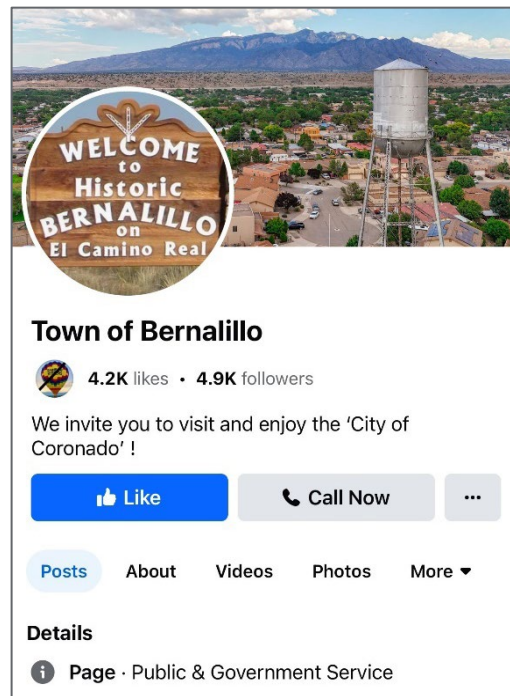 WELCOME
to
Historic
BERNALILLO
on
El Camino Real
Town of Bernalillo
4.2K likes • 4.9K followers
We invite you to visit and enjoy the ‘City of
Coronado’ !
Like
Call Now
Posts
About
Videos
Photos
More
Details
Page · Public & Government Service